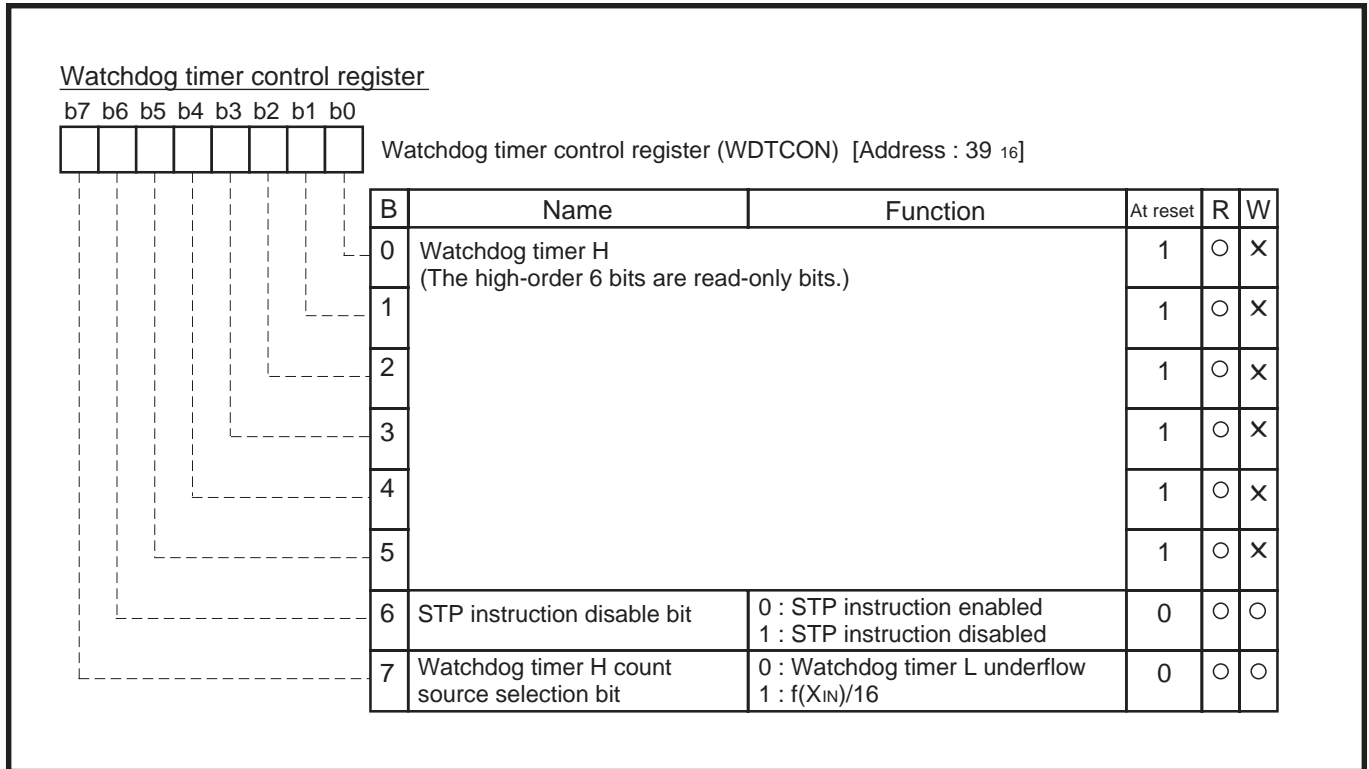 Watchdog timer control register
b7 b6 b5 b4 b3 b2 b1 b0
Watchdog timer control register (WDTCON) [Address : 39 16]
B Name Function At reset R W
0 Watchdog timer H 1 ○ ×
(The high-order 6 bits are read-only bits.)
1 1 ○ ×
2 1 ○ ×
3 1 ○ ×
4 1 ○ ×
5 1 ○ ×
6 STP instruction disable bit 0 : STP instruction enabled 0 ○ ○
1 : STP instruction disabled
7 Watchdog timer H count 0 : Watchdog timer L underflow 0 ○ ○
source selection bit 1 : f(XIN)/16